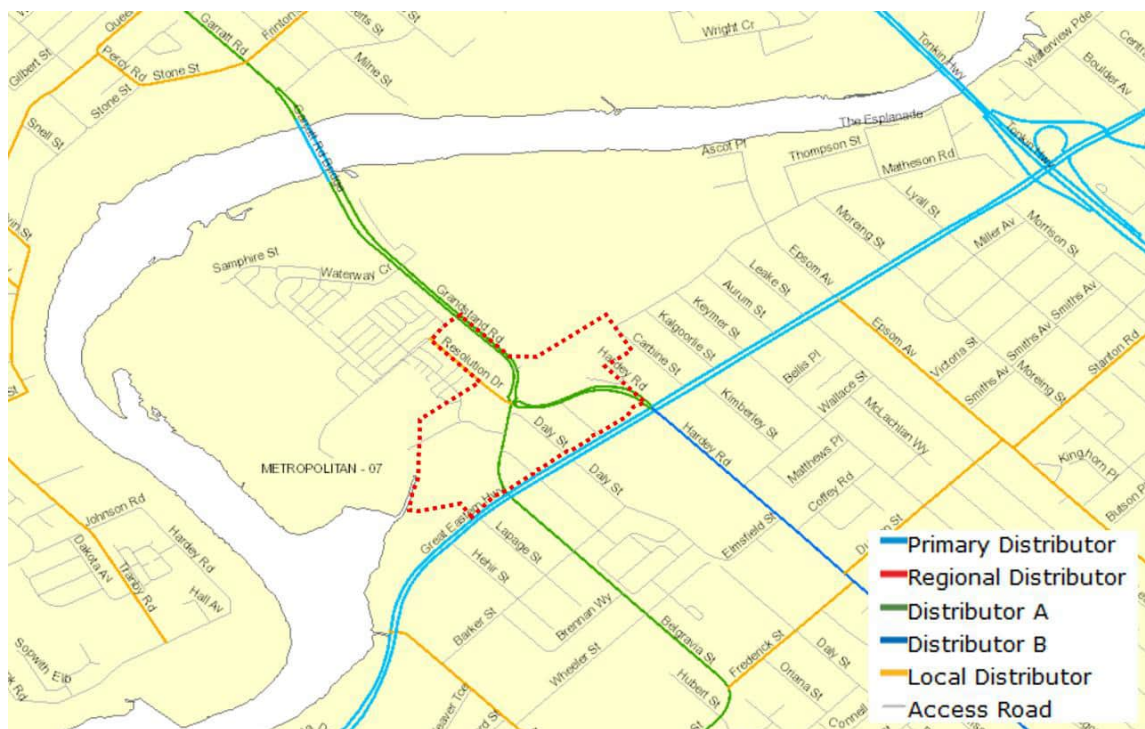 Queen
Garratt Rd
Frinton
Percy Rd
Stone St
Gilbert St
Stone St
Milne St
Snell St
Wright Cr
Tonkin Hwy
Waterview Pde
Boulder Av
Garratt Rd Bridge
The Esplanade
Tonkin Hwy
Ascot Pl
Thompson St
Matheson Rd
Lyall St
Moreing St
Miller Av
Morrison St
Samphire St
Waterway Ct
Epsom Av
Leake St
Aurum St
Keymer St
Kalgoorlie St
Carbine St
Grandstand Rd
Resolution Dr
Hardey Rd
Epsom Av
Victoria St
Smiths Av
Smiths Av
Smiths Av
Stanton Rd
Moreing St
Bellis Pl
Wallace St
McLachlan Wy
Kimberley St
Hardey Rd
Matthews Pl
Coffey Rd
Kinghorn Pl
Daly St
Daly St
METROPOLITAN - 07
Great Eastern Hwy
Elmsfield St
Lapage St
Hehir St
Johnson Rd
Dakota Av
Tranby Rd
Hardey Rd
Hall Av
Barker St
Brennan Wy
Wheeler St
Belgravia St
Hubert St
Frederick St
Daly St
Oriana St
Sopwith
Primary Distributor
Regional Distributor
Distributor A
Distributor B
Local Distributor
Access Road